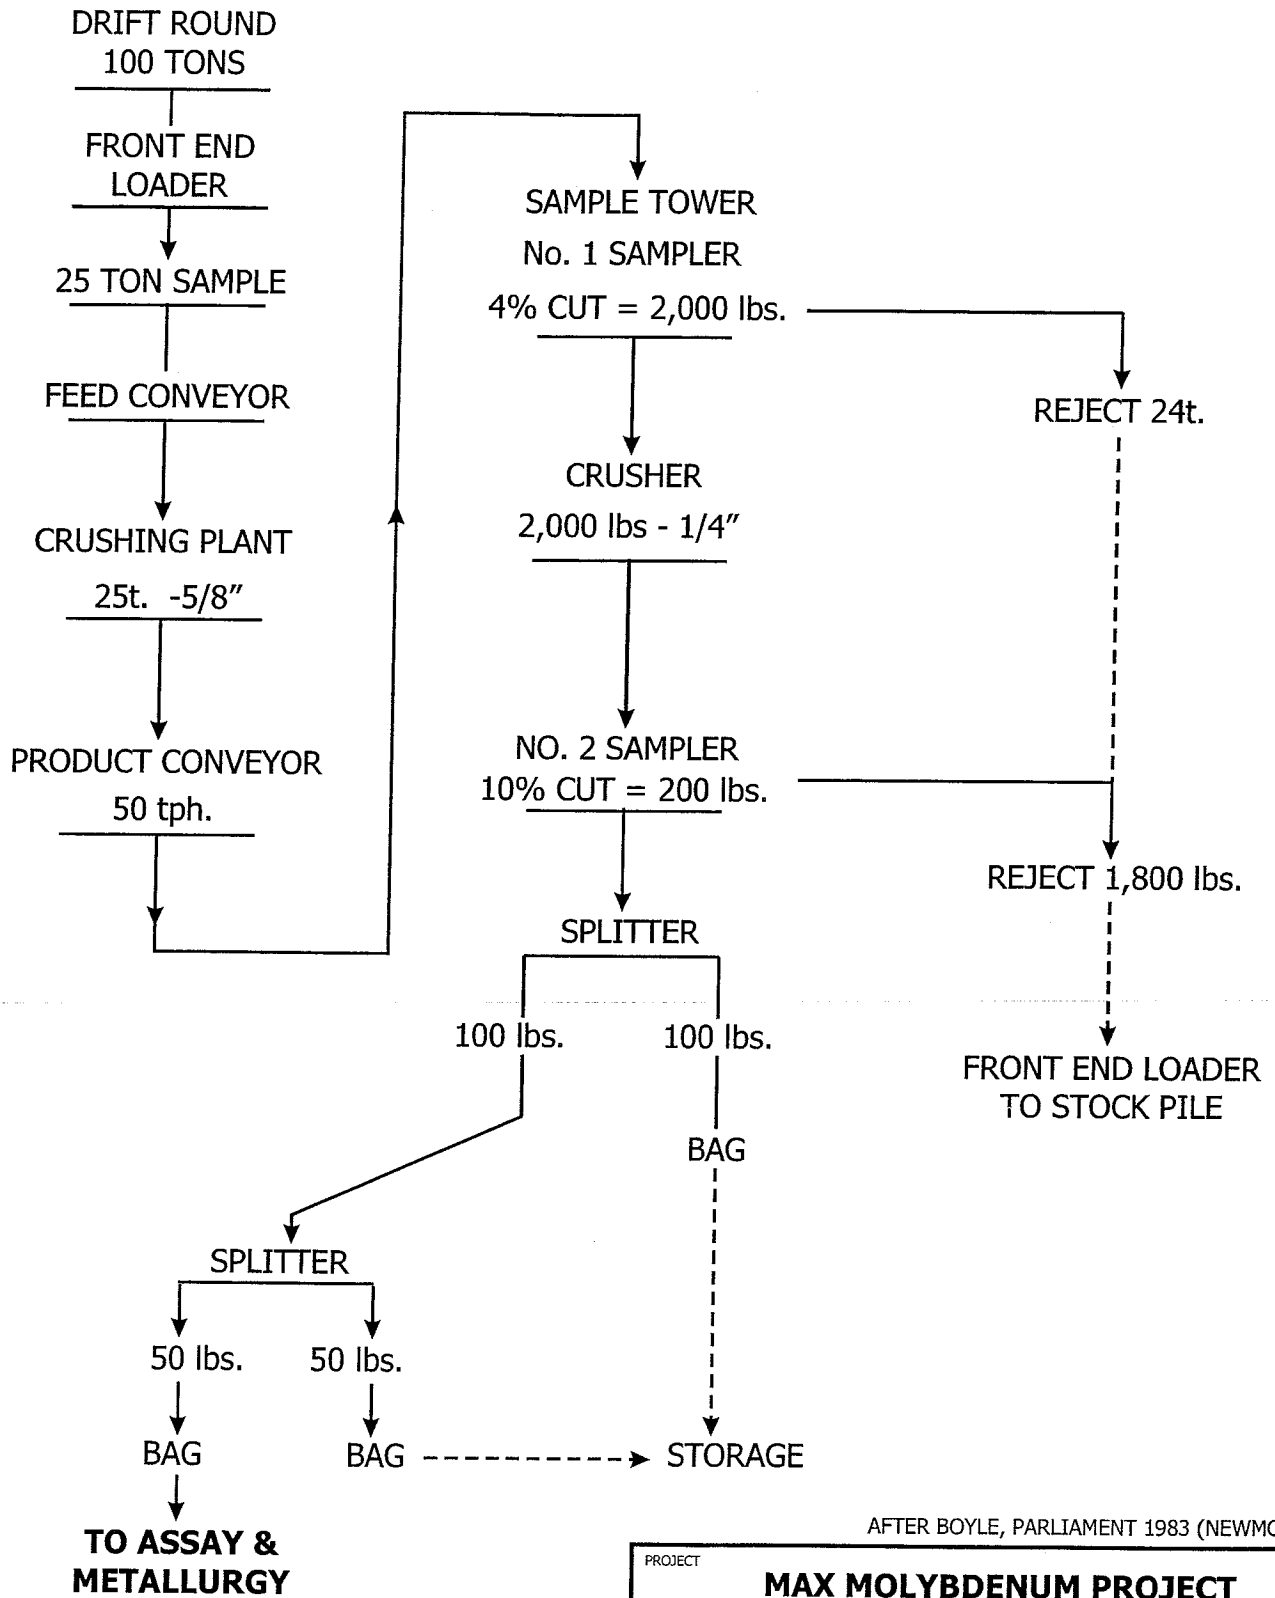 DRIFT ROUND
100 TONS
FRONT END
LOADER
25 TON SAMPLE
FEED CONVEYOR
CRUSHING PLANT
25t. -5/8"
PRODUCT CONVEYOR
50 tph.
SAMPLE TOWER
No. 1 SAMPLER
4% CUT = 2,000 lbs.
REJECT 24t.
CRUSHER
2,000 lbs - 1/4"
NO. 2 SAMPLER
10% CUT = 200 lbs.
REJECT 1,800 lbs.
FRONT END LOADER
TO STOCK PILE
SPLITTER
100 lbs.
100 lbs.
BAG
SPLITTER
50 lbs.
50 lbs.
BAG
BAG
STORAGE
TO ASSAY &
METALLURGY
AFTER BOYLE, PARLIAMENT 1983 (NEWMO
PROJECT
MAX MOLYBDENUM PROJECT